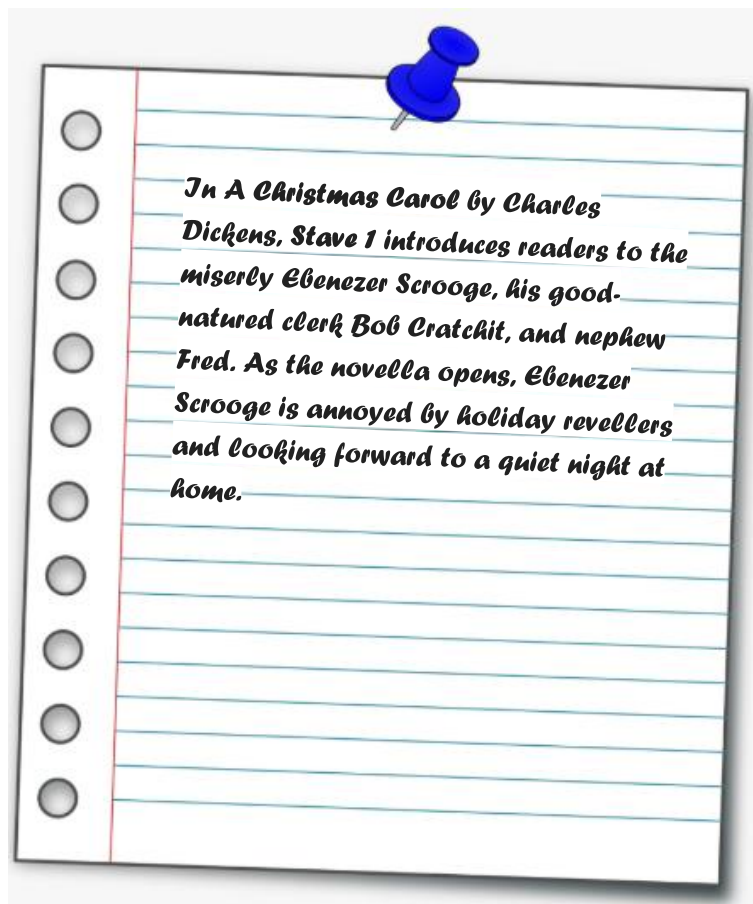 In A Christmas Carol by Charles
Dickens, Stave 1 introduces readers to the
miserly Ebenezer Scrooge, his good-
natured clerk Bob Cratchit, and nephew
Fred. As the novella opens, Ebenezer
Scrooge is annoyed by holiday revellers
and looking forward to a quiet night at
home.